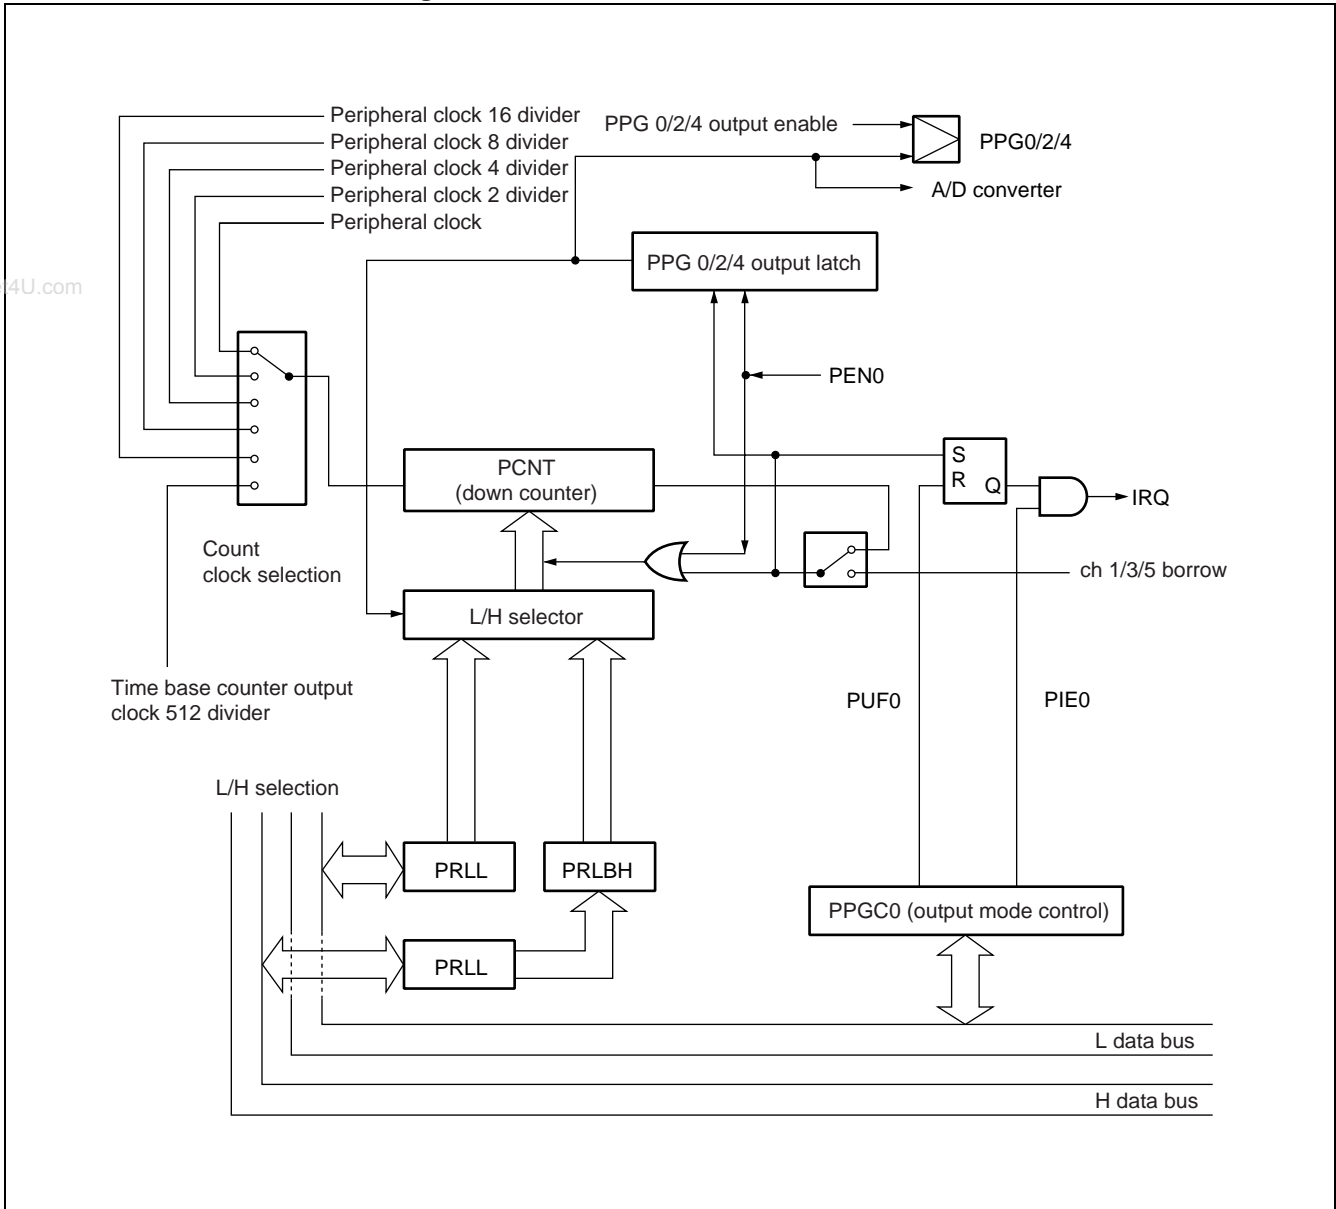 Peripheral clock 16 divider
Peripheral clock 8 divider
Peripheral clock 4 divider
Peripheral clock 2 divider
Peripheral clock
PPG 0/2/4 output enable
PPG0/2/4
A/D converter
PPG 0/2/4 output latch
t4U.com
PEN0
PCNT
(down counter)
S
R
Q
IRQ
Count
clock selection
ch 1/3/5 borrow
L/H selector
Time base counter output
clock 512 divider
PUF0
PIE0
L/H selection
PRLL
PRLBH
PPGC0 (output mode control)
PRLL
L data bus
H data bus